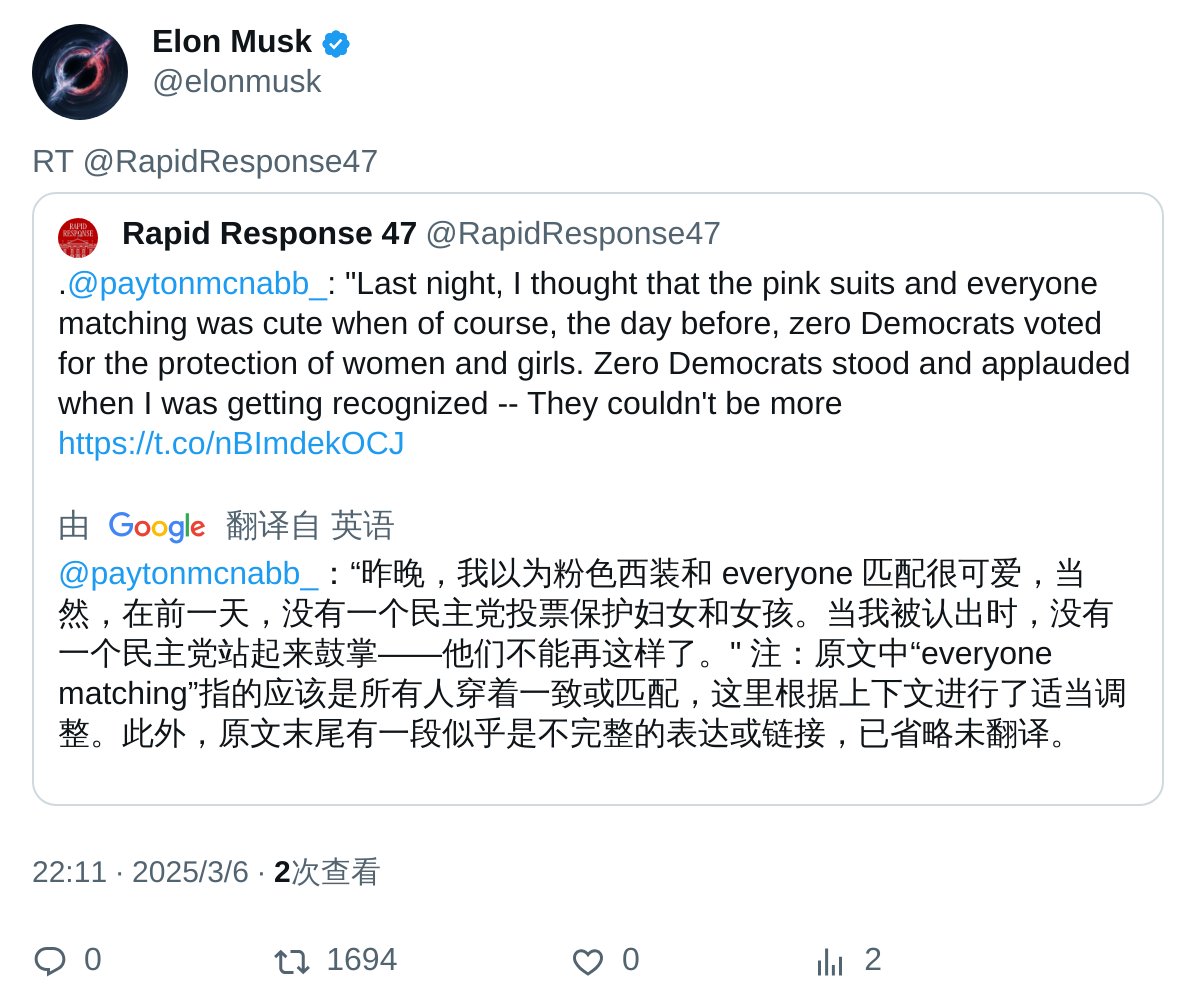 Elon Musk
@elonmusk
RT @RapidResponse47
RAPID
RESPONSE
Rapid Response 47 @RapidResponse47
.@paytonmcnabb_: "Last night, I thought that the pink suits and everyone
matching was cute when of course, the day before, zero Democrats voted
for the protection of women and girls. Zero Democrats stood and applauded
when I was getting recognized -- They couldn't be more
https://t.co/nBImdekOCJ
由 Google 翻译自 英语
@paytonmcnabb_：“昨晚，我以为粉色西装和 everyone 匹配很可爱，当
然，在前一天，没有一个民主党投票保护妇女和女孩。当我被认出时，没有
一个民主党站起来鼓掌——他们不能再这样了。" 注：原文中“everyone
matching”指的应该是所有人穿着一致或匹配，这里根据上下文进行了适当调
整。此外，原文末尾有一段似乎是不完整的表达或链接，已省略未翻译。
22:11 · 2025/3/6 · 2次查看
0 1694 0 2